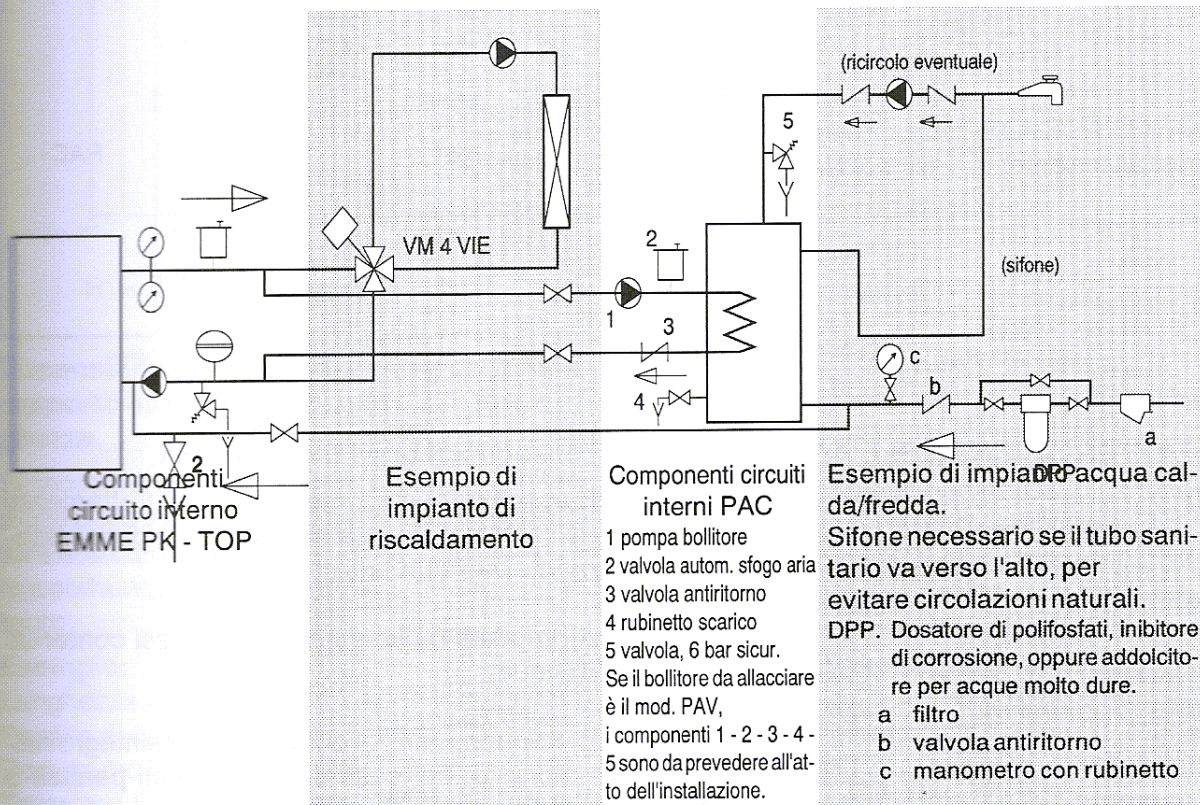 (ricircolo eventuale)
5
VM 4 VIE
2
(sifone)
1
3
c
b
4
a
2
Componenti
circuito interno
EMME PK - TOP
Esempio di
impianto di
riscaldamento
Componenti circuiti
interni PAC
1 pompa bollitore
2 valvola autom. sfogo aria
3 valvola antiritorno
4 rubinetto scarico
5 valvola, 6 bar sicur.
Se il bollitore da allacciare
è il mod. PAV,
i componenti 1 - 2 - 3 - 4 -
5 sono da prevedere all'at-
to dell'installazione.
DPP
Esempio di impianto acqua cal-
da/fredda.
Sifone necessario se il tubo sani-
tario va verso l'alto, per
evitare circolazioni naturali.
DPP. Dosatore di polifosfati, inibitore
di corrosione, oppure addolcito-
re per acque molto dure.
a filtro
b valvola antiritorno
c manometro con rubinetto